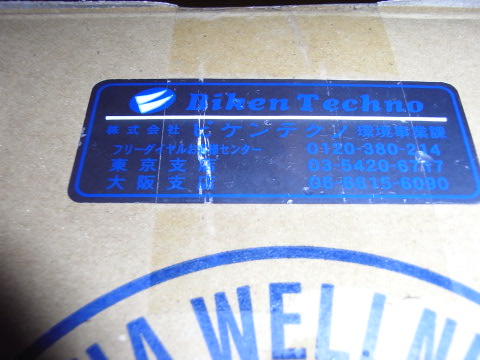 Biken Techno
株式会社 ビケンテクノ 環境事業課
フリーダイヤルお客様センター 0120-380-214
東京支店 03-5420-6717
大阪支店 06-6815-6090
NA WELLN